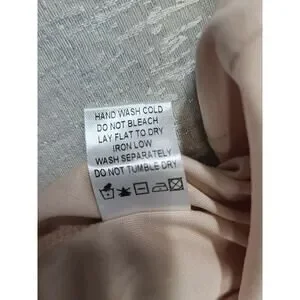 HAND WASH COLD
DO NOT BLEACH
LAY FLAT TO DRY
IRON LOW
WASH SEPARATELY
DO NOT TUMBLE DRY